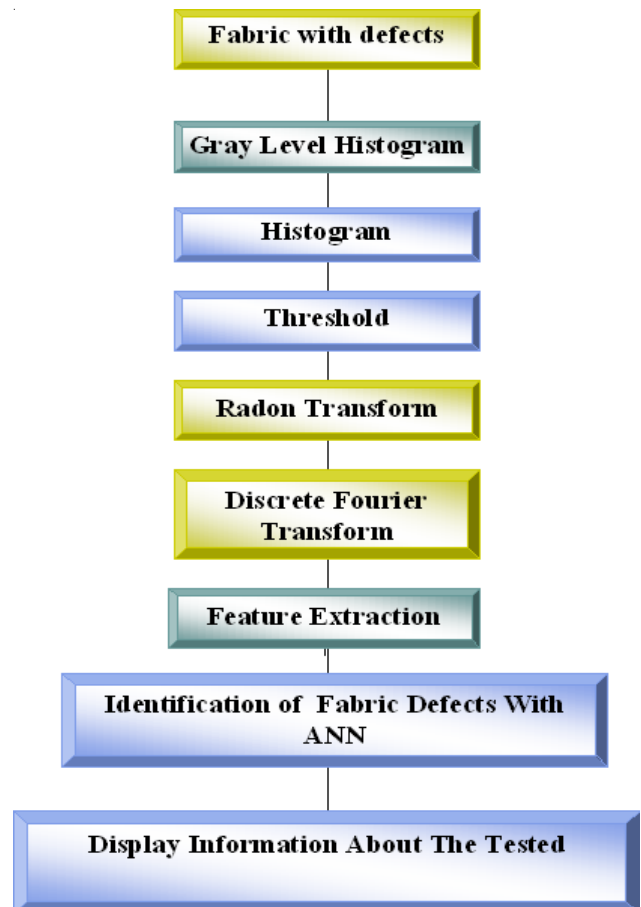 Fabric with defects
Gray Level Histogram
Histogram
Threshold
Radon Transform
Discrete Fourier
Transform
Feature Extraction
Identification of Fabric Defects With
ANN
Display Information About The Tested